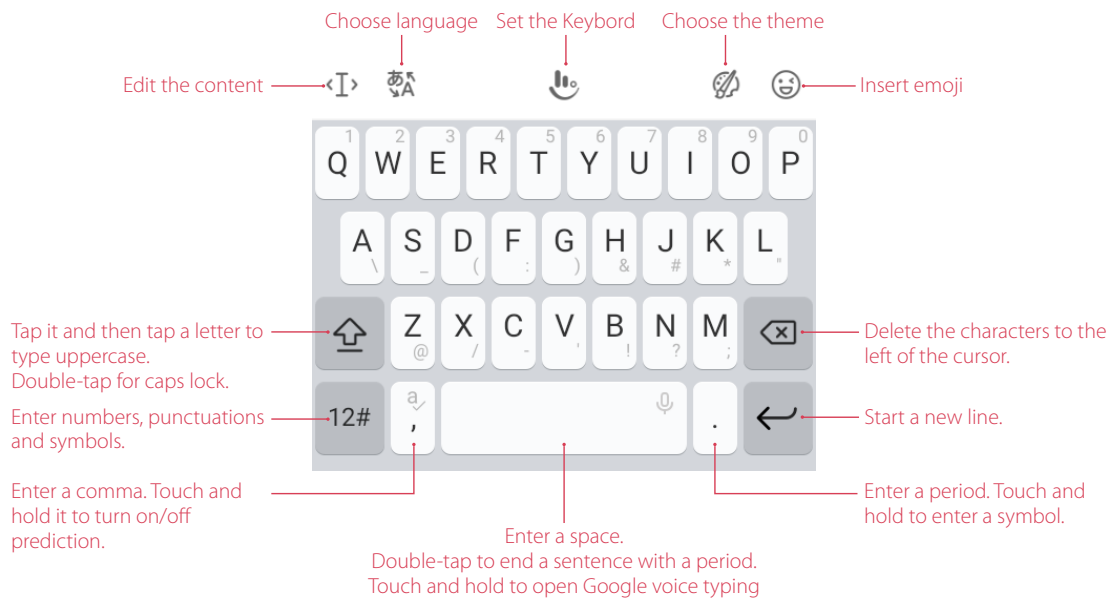 Choose language
Set the Keybord
Choose the theme
Edit the content
あA
Insert emoji
1 2 3 4 5 6 7 8 9 0
Q W E R T Y U I O P
A S D F G H J K L
\ _ ( : ) & # * "
Z X C V B N M
@ / - ' ! ? ;
Tap it and then tap a letter to
type uppercase.
Double-tap for caps lock.
Delete the characters to the
left of the cursor.
a
12# , .
Enter numbers, punctuations
and symbols.
Start a new line.
Enter a comma. Touch and
hold it to turn on/off
prediction.
Enter a period. Touch and
hold to enter a symbol.
Enter a space.
Double-tap to end a sentence with a period.
Touch and hold to open Google voice typing